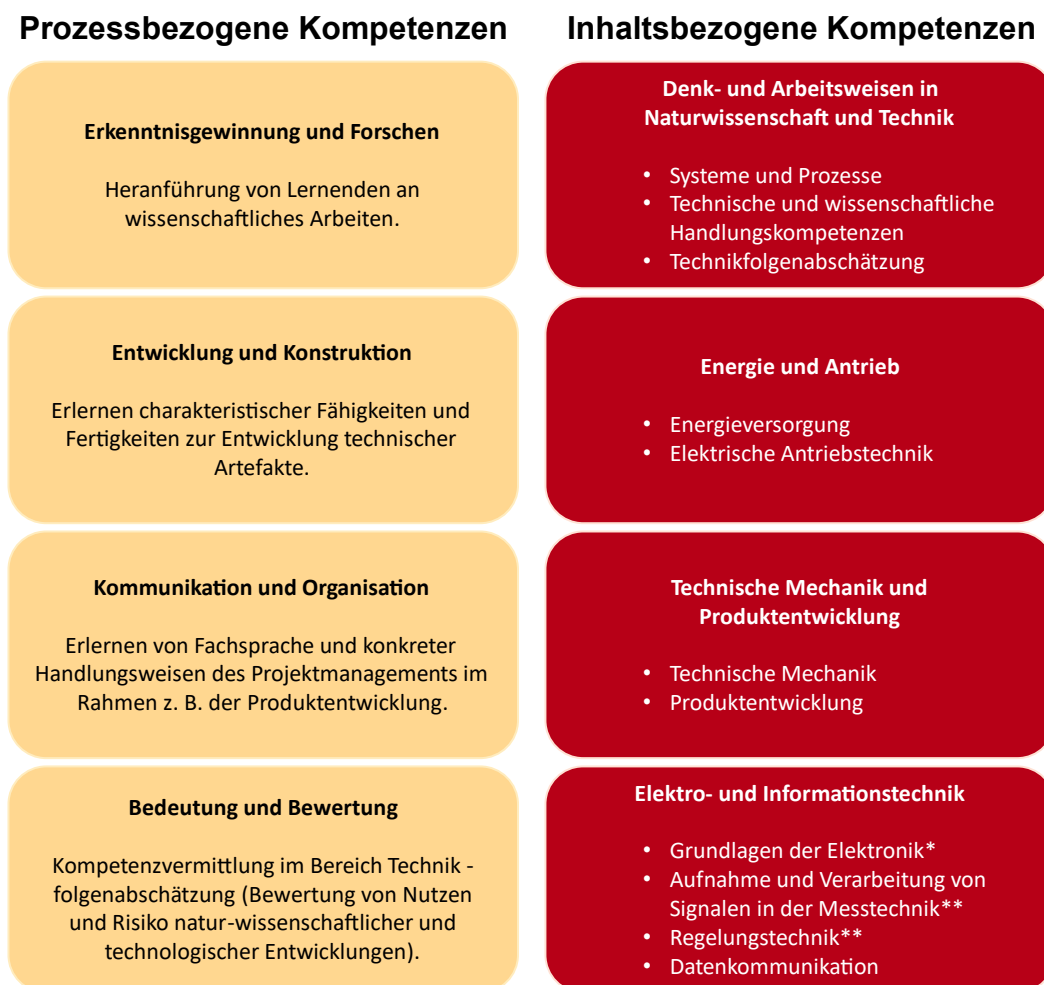 Prozessbezogene Kompetenzen
Erkenntnisgewinnung und Forschen
Heranführung von Lernenden an
wissenschaftliches Arbeiten.
Entwicklung und Konstruktion
Erlernen charakteristischer Fähigkeiten und
Fertigkeiten zur Entwicklung technischer
Artefakte.
Kommunikation und Organisation
Erlernen von Fachsprache und konkreter
Handlungsweisen des Projektmanagements im
Rahmen z. B. der Produktentwicklung.
Bedeutung und Bewertung
Kompetenzvermittlung im Bereich Technik -
folgenabschätzung (Bewertung von Nutzen
und Risiko natur-wissenschaftlicher und
technologischer Entwicklungen).
Inhaltsbezogene Kompetenzen
Denk- und Arbeitsweisen in
Naturwissenschaft und Technik
• Systeme und Prozesse
• Technische und wissenschaftliche
Handlungskompetenzen
• Technikfolgenabschätzung
Energie und Antrieb
• Energieversorgung
• Elektrische Antriebstechnik
Technische Mechanik und
Produktentwicklung
• Technische Mechanik
• Produktentwicklung
Elektro- und Informationstechnik
• Grundlagen der Elektronik*
• Aufnahme und Verarbeitung von
Signalen in der Messtechnik**
• Regelungstechnik**
• Datenkommunikation